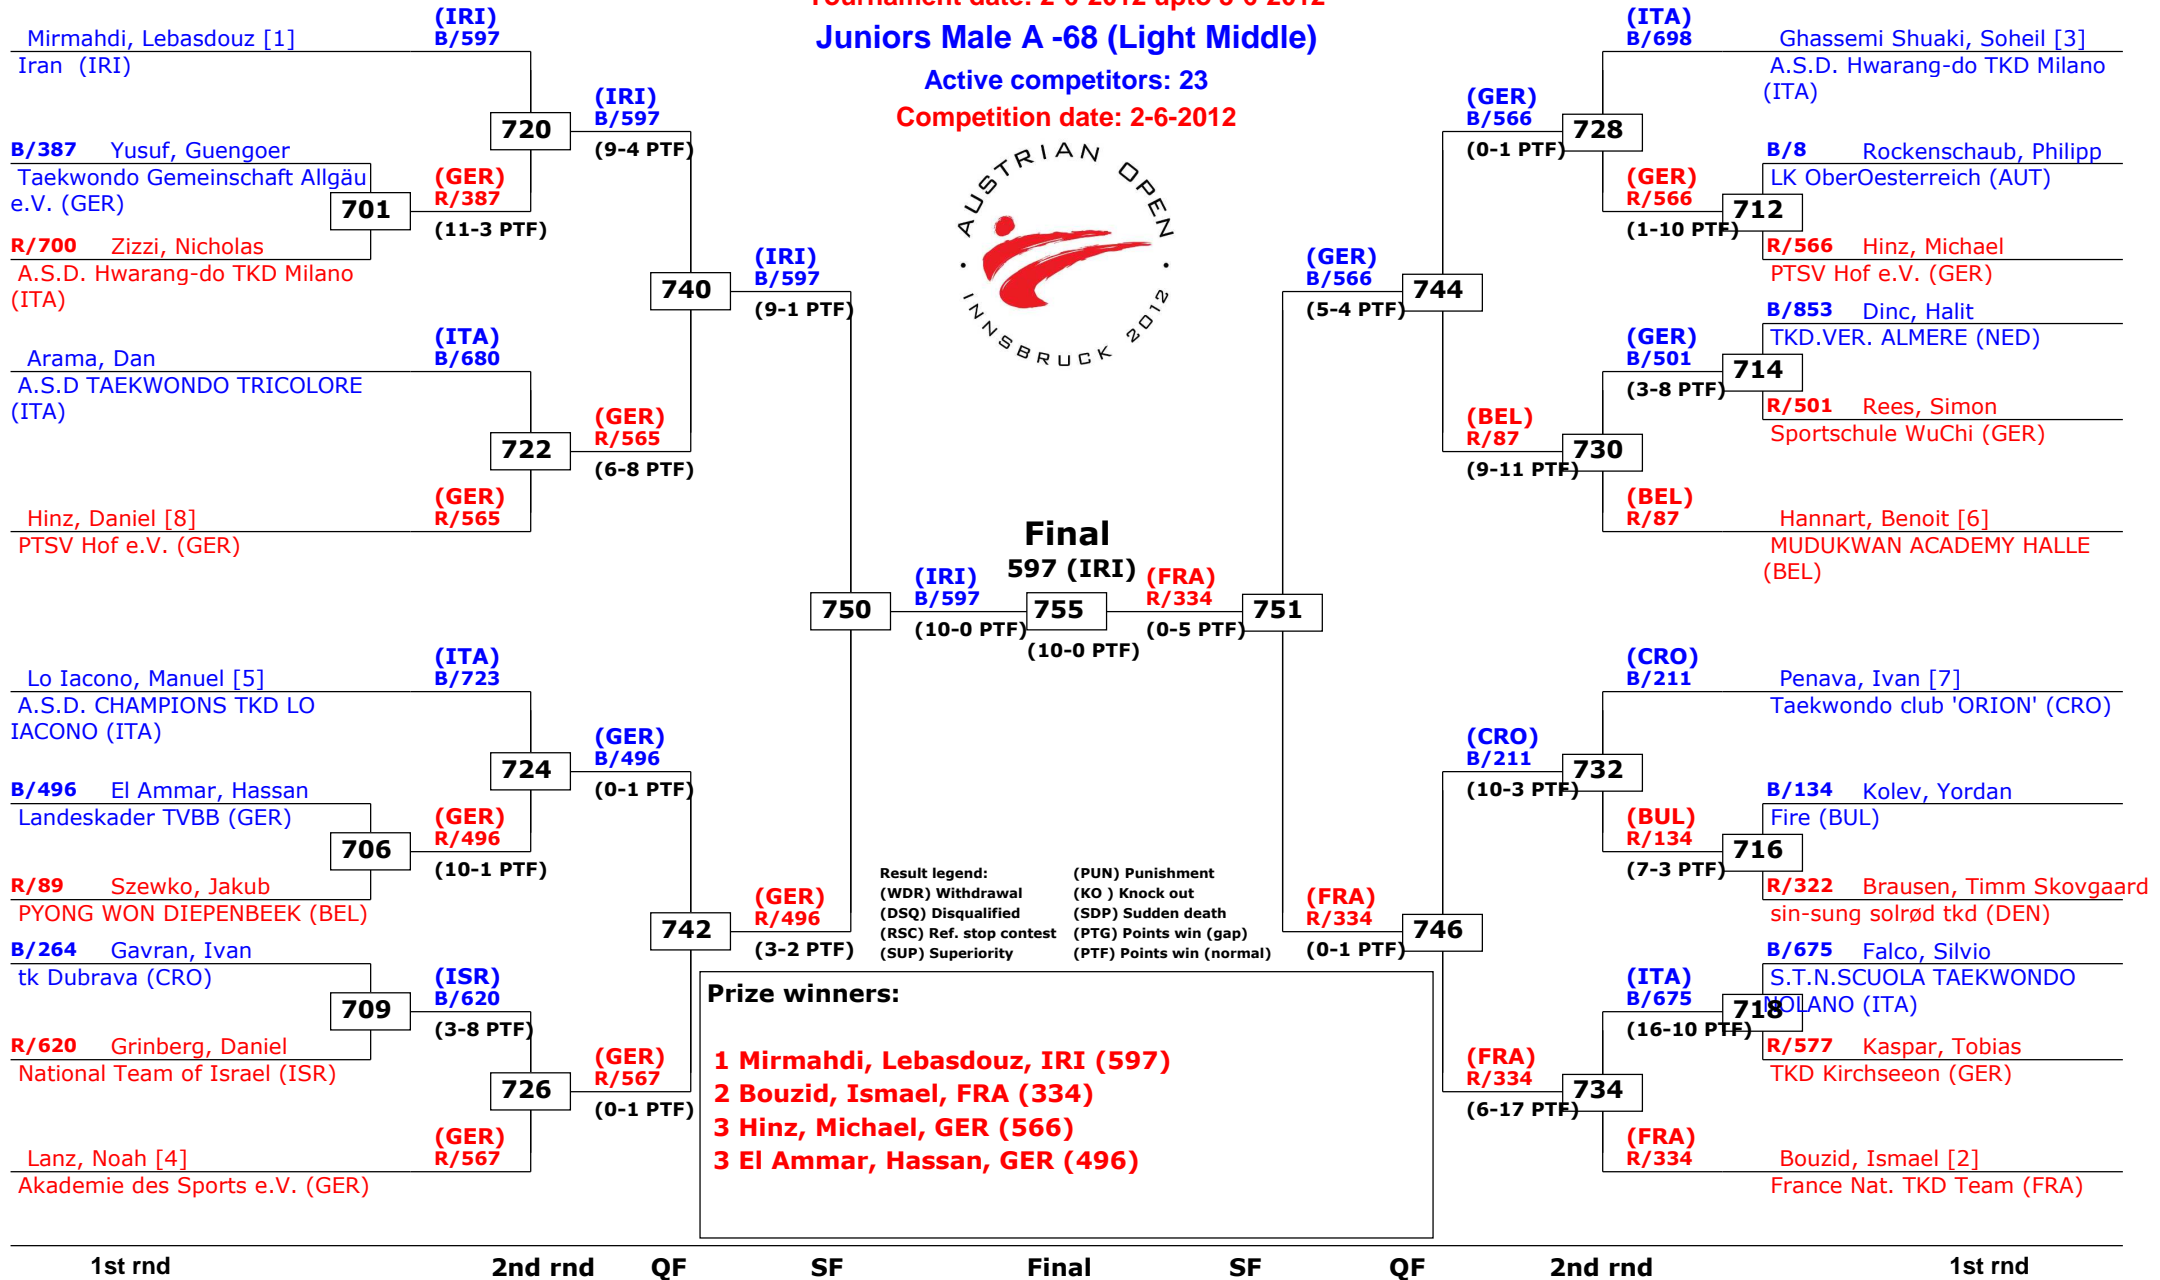 Tournament date: 2-6-2012 upto 3-6-2012
Juniors Male A -68 (Light Middle)
Active competitors: 23
Competition date: 2-6-2012
AUSTRIAN OPEN
INNSBRUCK 2012
Mirmahdi, Lebasdouz [1]
Iran (IRI)
(IRI)
B/597
B/387 Yusuf, Guengoer
Taekwondo Gemeinschaft Allgäu
e.V. (GER)
701
R/700 Zizzi, Nicholas
A.S.D. Hwarang-do TKD Milano
(ITA)
(GER)
R/387
(11-3 PTF)
720
(IRI)
B/597
(9-4 PTF)
Arama, Dan
A.S.D TAEKWONDO TRICOLORE
(ITA)
(ITA)
B/680
722
Hinz, Daniel [8]
PTSV Hof e.V. (GER)
(GER)
R/565
(GER)
R/565
(6-8 PTF)
740
(IRI)
B/597
(9-1 PTF)
Lo Iacono, Manuel [5]
A.S.D. CHAMPIONS TKD LO
IACONO (ITA)
(ITA)
B/723
B/496 El Ammar, Hassan
Landeskader TVBB (GER)
706
R/89 Szewko, Jakub
PYONG WON DIEPENBEEK (BEL)
(GER)
R/496
(10-1 PTF)
724
(GER)
B/496
(0-1 PTF)
B/264 Gavran, Ivan
tk Dubrava (CRO)
709
R/620 Grinberg, Daniel
National Team of Israel (ISR)
(ISR)
B/620
(3-8 PTF)
726
Lanz, Noah [4]
Akademie des Sports e.V. (GER)
(GER)
R/567
(GER)
R/567
(0-1 PTF)
742
(GER)
R/496
(3-2 PTF)
750
(IRI)
B/597
(10-0 PTF)
Final
597 (IRI)
755
(10-0 PTF)
(FRA)
R/334
(0-5 PTF)
751
(GER)
B/566
(5-4 PTF)
744
(GER)
B/566
(0-1 PTF)
728
(ITA)
B/698
Ghassemi Shuaki, Soheil [3]
A.S.D. Hwarang-do TKD Milano
(ITA)
B/8 Rockenschaub, Philipp
LK OberOesterreich (AUT)
(GER)
R/566
(1-10 PTF)
712
R/566 Hinz, Michael
PTSV Hof e.V. (GER)
B/853 Dinc, Halit
TKD.VER. ALMERE (NED)
(GER)
B/501
(3-8 PTF)
714
R/501 Rees, Simon
Sportschule WuChi (GER)
(BEL)
R/87
(9-11 PTF)
730
(BEL)
R/87
Hannart, Benoit [6]
MUDUKWAN ACADEMY HALLE
(BEL)
(CRO)
B/211
Penava, Ivan [7]
Taekwondo club 'ORION' (CRO)
(CRO)
B/211
(10-3 PTF)
732
B/134 Kolev, Yordan
Fire (BUL)
(BUL)
R/134
(7-3 PTF)
716
R/322 Brausen, Timm Skovgaard
sin-sung solrød tkd (DEN)
(FRA)
R/334
(0-1 PTF)
746
B/675 Falco, Silvio
S.T.N.SCUOLA TAEKWONDO
NOLANO (ITA)
(ITA)
B/675
(16-10 PTF)
718
R/577 Kaspar, Tobias
TKD Kirchseeon (GER)
(FRA)
R/334
(6-17 PTF)
734
(FRA)
R/334
Bouzid, Ismael [2]
France Nat. TKD Team (FRA)
Result legend: (PUN) Punishment
(WDR) Withdrawal (KO ) Knock out
(DSQ) Disqualified (SDP) Sudden death
(RSC) Ref. stop contest (PTG) Points win (gap)
(SUP) Superiority (PTF) Points win (normal)
Prize winners:
1 Mirmahdi, Lebasdouz, IRI (597)
2 Bouzid, Ismael, FRA (334)
3 Hinz, Michael, GER (566)
3 El Ammar, Hassan, GER (496)
1st rnd 2nd rnd QF SF Final SF QF 2nd rnd 1st rnd